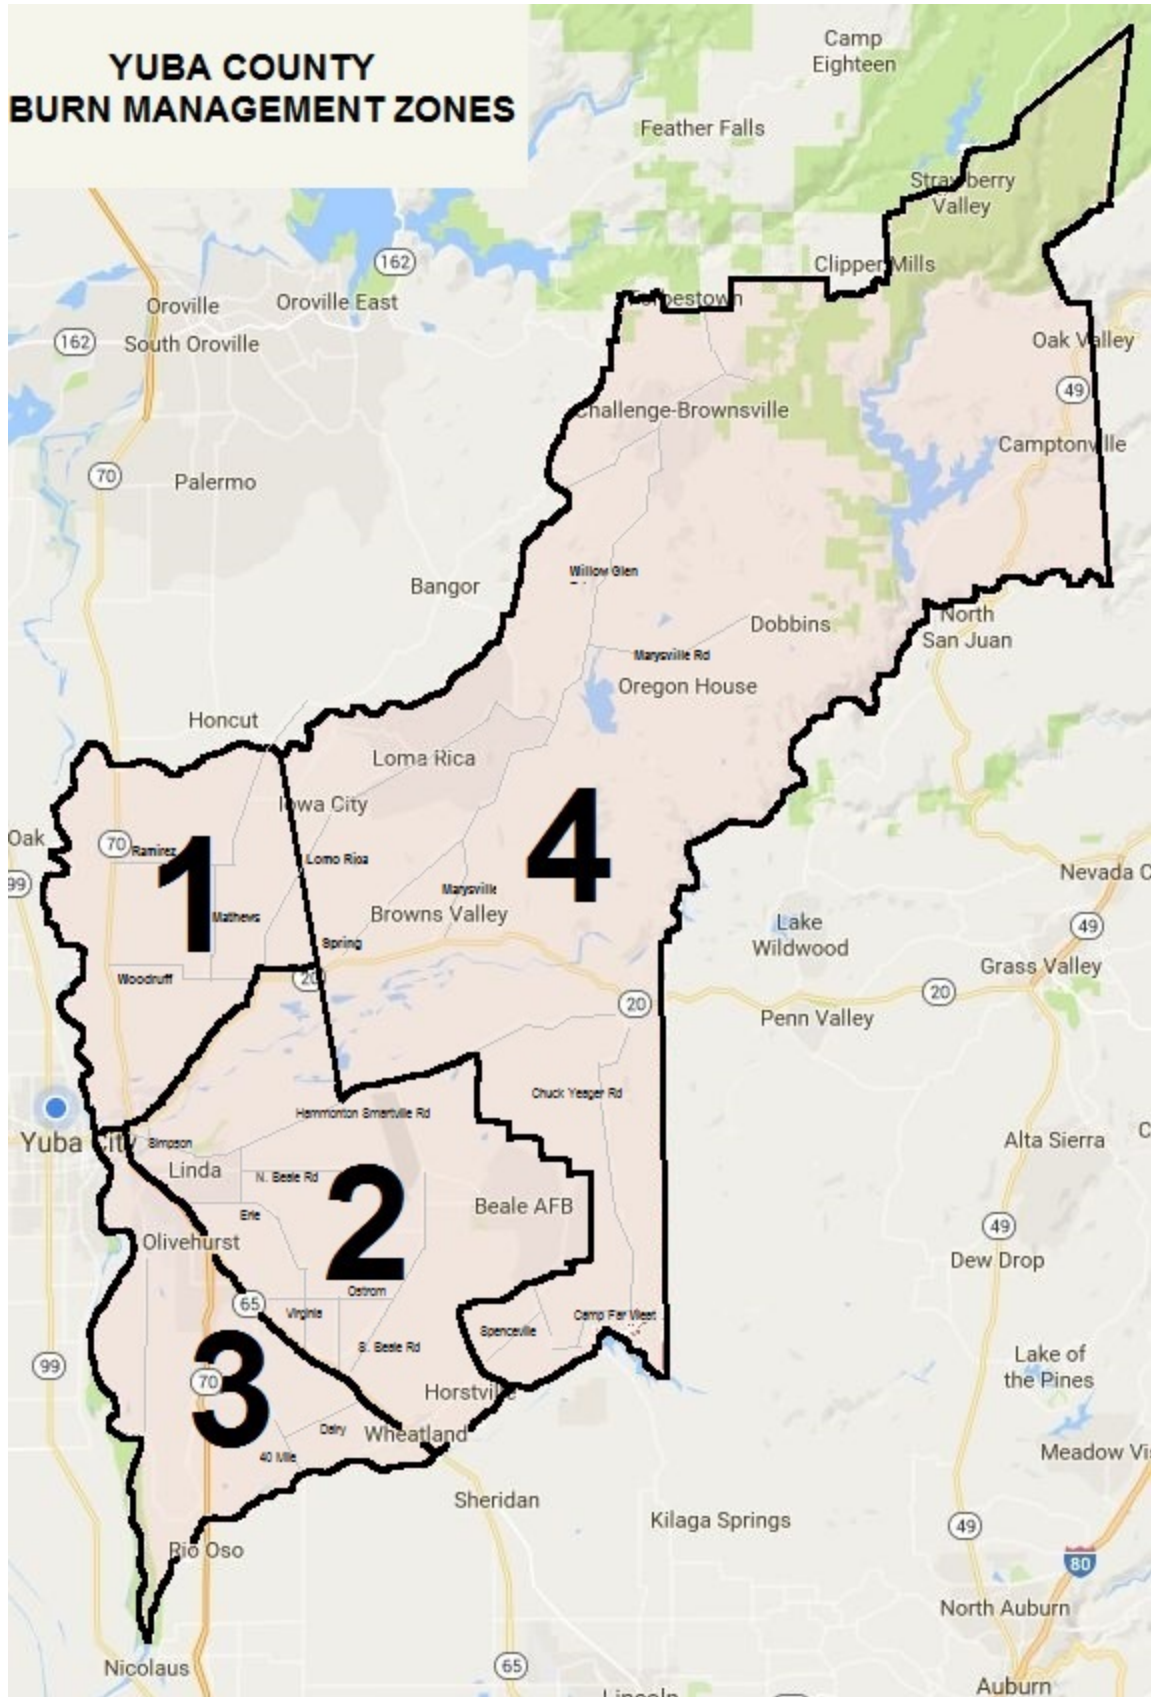 YUBA COUNTY
BURN MANAGEMENT ZONES
Camp
Eighteen
Feather Falls
Strawberry
Valley
Clipper Mills
162
Oroville
Oroville East
Forbestown
162
South Oroville
Oak Valley
49
Challenge-Brownsville
Camptonville
70
Palermo
Willow Glen
Bangor
North
San Juan
Dobbins
Marysville Rd
Oregon House
Honcut
Loma Rica
Iowa City
4
Oak
70
Ramirez
1
Lomo Rica
Nevada C
99
Marysville
Mathews
Browns Valley
Lake
Wildwood
49
Spring
Grass Valley
Woodruff
20
20
20
Penn Valley
Chuck Yeager Rd
Hammonton Smartville Rd
Yuba City
Simpson
Alta Sierra
C
Linda
N. Beale Rd
2
Beale AFB
Erle
49
Olivehurst
Dew Drop
Ostrom
65
Virginia
Camp Far West
Spenceville
S. Beale Rd
3
99
70
Lake of
the Pines
Horstville
Dairy
Wheatland
40 Mile
Meadow Vi
Sheridan
Kilaga Springs
49
Rio Oso
80
North Auburn
Nicolaus
65
Auburn
Lincoln